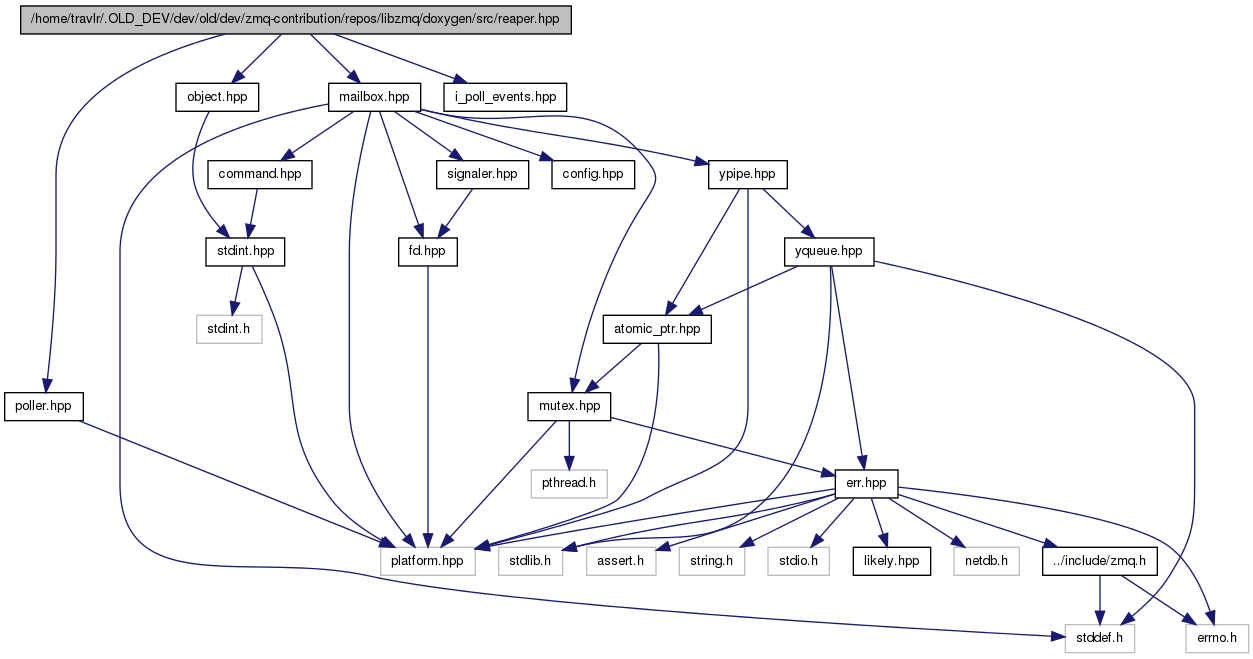 /home/travlr/.OLD_DEV/dev/old/dev/zmq-contribution/repos/libzmq/doxygen/src/reaper.hpp
object.hpp
mailbox.hpp
i_poll_events.hpp
command.hpp
signaler.hpp
config.hpp
ypipe.hpp
stdint.hpp
fd.hpp
yqueue.hpp
stdint.h
atomic_ptr.hpp
poller.hpp
mutex.hpp
pthread.h
err.hpp
platform.hpp
stdlib.h
assert.h
string.h
stdio.h
likely.hpp
netdb.h
../include/zmq.h
stddef.h
errno.h